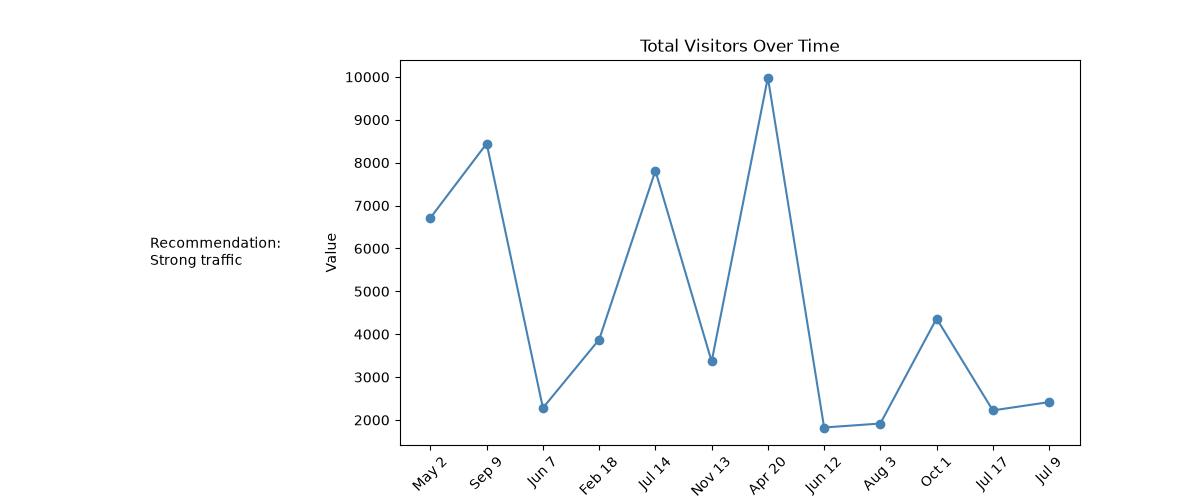 Total Visitors Over Time
Recommendation:
Strong traffic
Value
10000
9000
8000
7000
6000
5000
4000
3000
2000
May 2
Sep 9
Jun 7
Feb 18
Jul 14
Nov 13
Apr 20
Jun 12
Aug 3
Oct 1
Jul 17
Jul 9